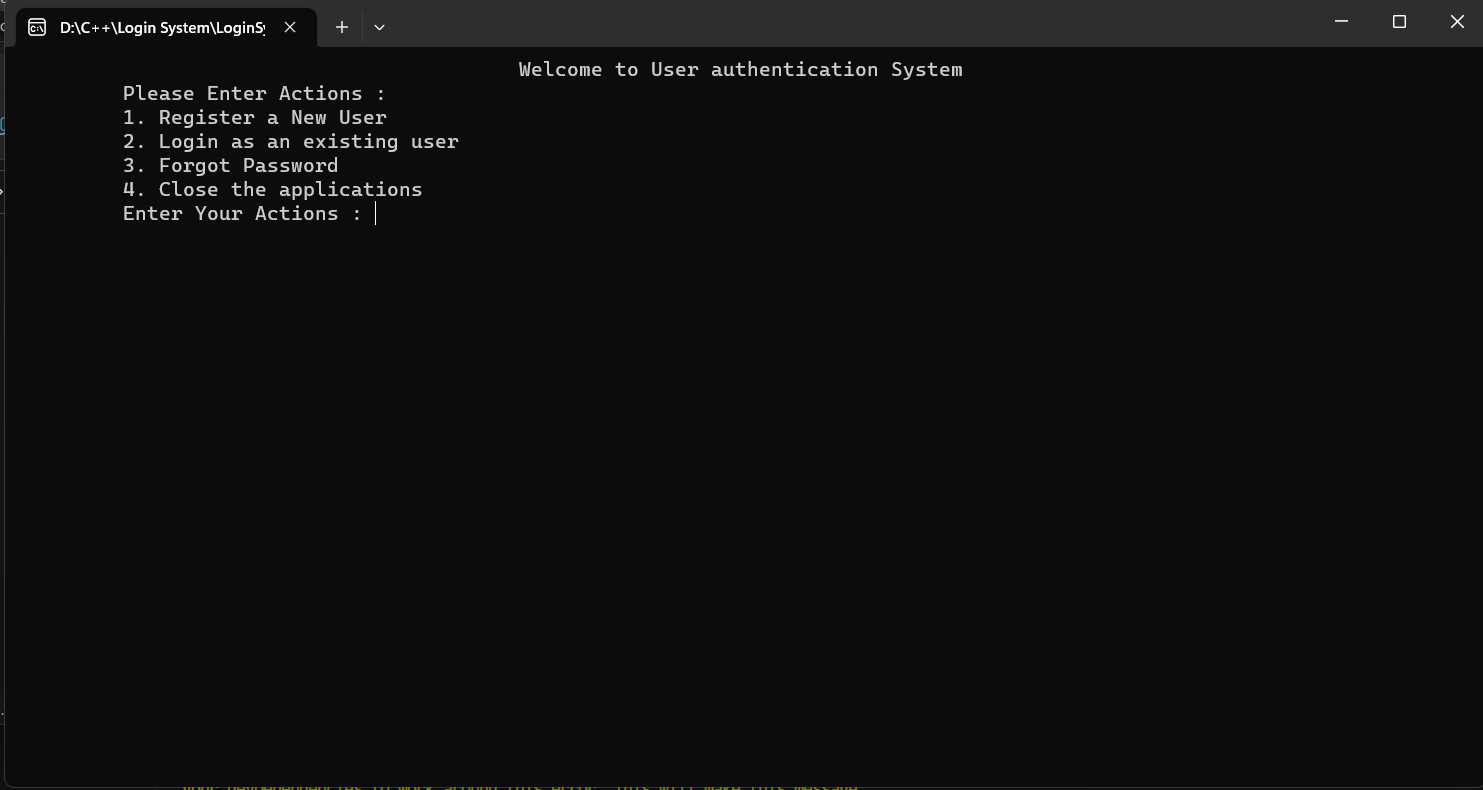 D:\C++\Login System\LoginSy
Welcome to User authentication System
Please Enter Actions :
1. Register a New User
2. Login as an existing user
3. Forgot Password
4. Close the applications
Enter Your Actions :